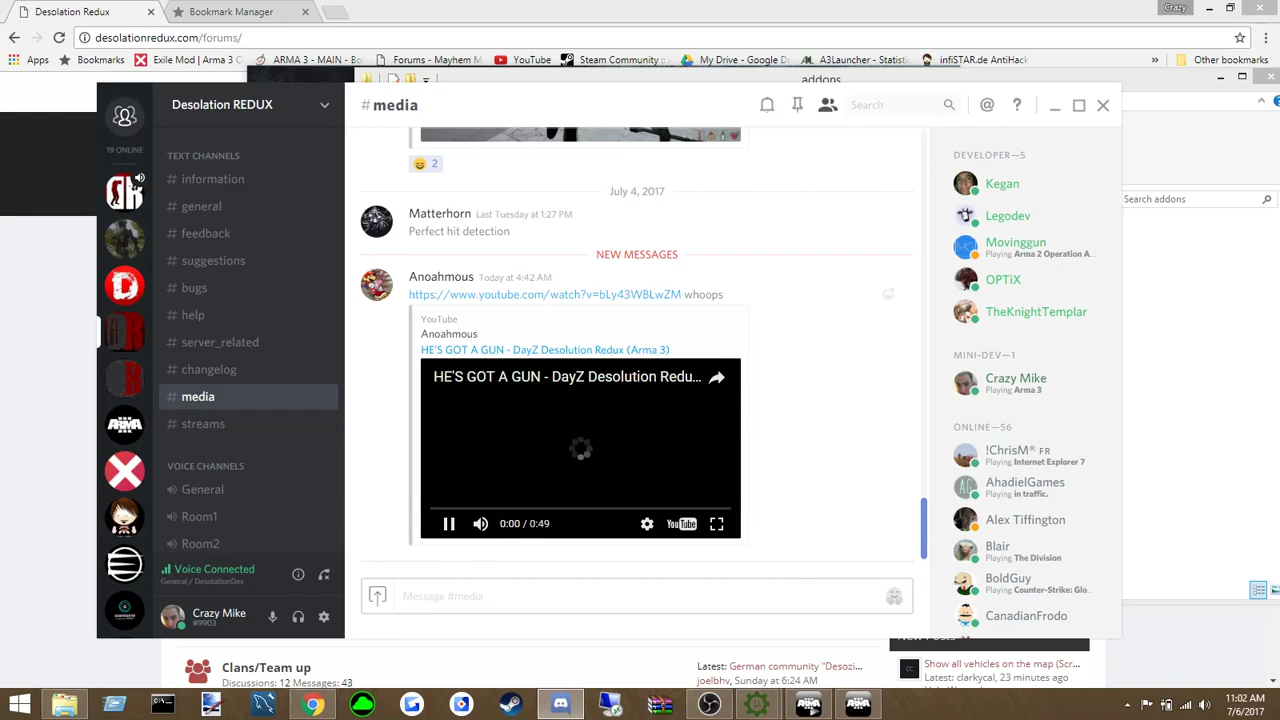 Desolation REDUX
Bookmark Manager
Crazy
desolationredux.com/forums/
Apps
Exile Mod | Arma 3
ARMA 3 - MAIN
Forums - Launcher
YouTube
Steam Community ::
My Drive - Google D
A3L
infiSTAR.de AntiHack
»
Other bookmarks
addons
Search addons
19 ONLINE
Desolation REDUX
TEXT CHANNELS
# information
# general
# feedback
# suggestions
# bugs
# help
# server_related
# changelog
# media
# streams
VOICE CHANNELS
General
Room1
Room2
Voice Connected
General / DesolationDev
Crazy Mike
#9903
#media
Search
@
?
2
July 4, 2017
Matterhorn Last Tuesday at 1:27 PM
Perfect hit detection
NEW MESSAGES
Anoahmous Today at 4:42 AM
https://www.youtube.com/watch?v=bLy43WBLwZM whoops
YouTube
Anoahmous
HE'S GOT A GUN - DayZ Desolution Redux (Arma 3)
HE'S GOT A GUN - DayZ Desolution Redu...
0:00 / 0:49
YouTube
Message #media
DEVELOPER—5
Kegan
Legodev
Movinggun
Playing Arma 2 Operation A...
OPTiX
TheKnightTemplar
MINI-DEV—1
Crazy Mike
Playing Arma 3
ONLINE—56
!ChrisM® FR
Playing Internet Explorer 7
AhadielGames
Playing in traffic.
Alex Tiffington
Blair
Playing The Division
BoldGuy
Playing Counter-Strike: Glo...
CanadianFrodo
Clans/Team up
Discussions: 12 Messages: 43
Latest: German community "Desozi...
joelbhv, Sunday at 6:24 AM
New Posts
Show all vehicles on the map (Scr...
Latest: clarkycal, 23 minutes ago
11:02 AM
7/6/2017